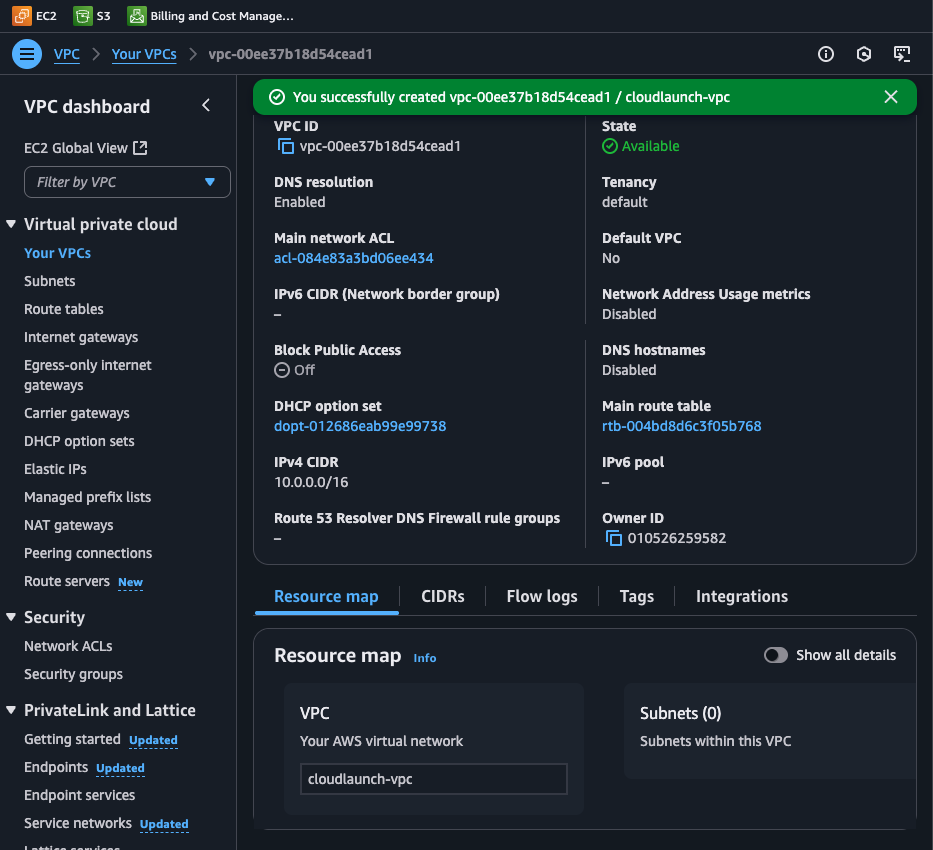 EC2 S3 Billing and Cost Manage...
VPC Your VPCs vpc-00ee37b18d54cead1
VPC dashboard
EC2 Global View
Filter by VPC
Virtual private cloud
Your VPCs
Subnets
Route tables
Internet gateways
Egress-only internet
gateways
Carrier gateways
DHCP option sets
Elastic IPs
Managed prefix lists
NAT gateways
Peering connections
Route servers New
Security
Network ACLs
Security groups
PrivateLink and Lattice
Getting started Updated
Endpoints Updated
Endpoint services
Service networks Updated
Lattice services
You successfully created vpc-00ee37b18d54cead1 / cloudlaunch-vpc
VPC ID
vpc-00ee37b18d54cead1
State
Available
DNS resolution
Enabled
Tenancy
default
Main network ACL
acl-084e83a3bd06ee434
Default VPC
No
IPv6 CIDR (Network border group)
–
Network Address Usage metrics
Disabled
Block Public Access
Off
DNS hostnames
Disabled
DHCP option set
dopt-012686eab99e99738
Main route table
rtb-004bd8d6c3f05b768
IPv4 CIDR
10.0.0.0/16
IPv6 pool
–
Route 53 Resolver DNS Firewall rule groups
–
Owner ID
010526259582
Resource map CIDRs Flow logs Tags Integrations
Resource map Info
Show all details
VPC
Your AWS virtual network
cloudlaunch-vpc
Subnets (0)
Subnets within this VPC